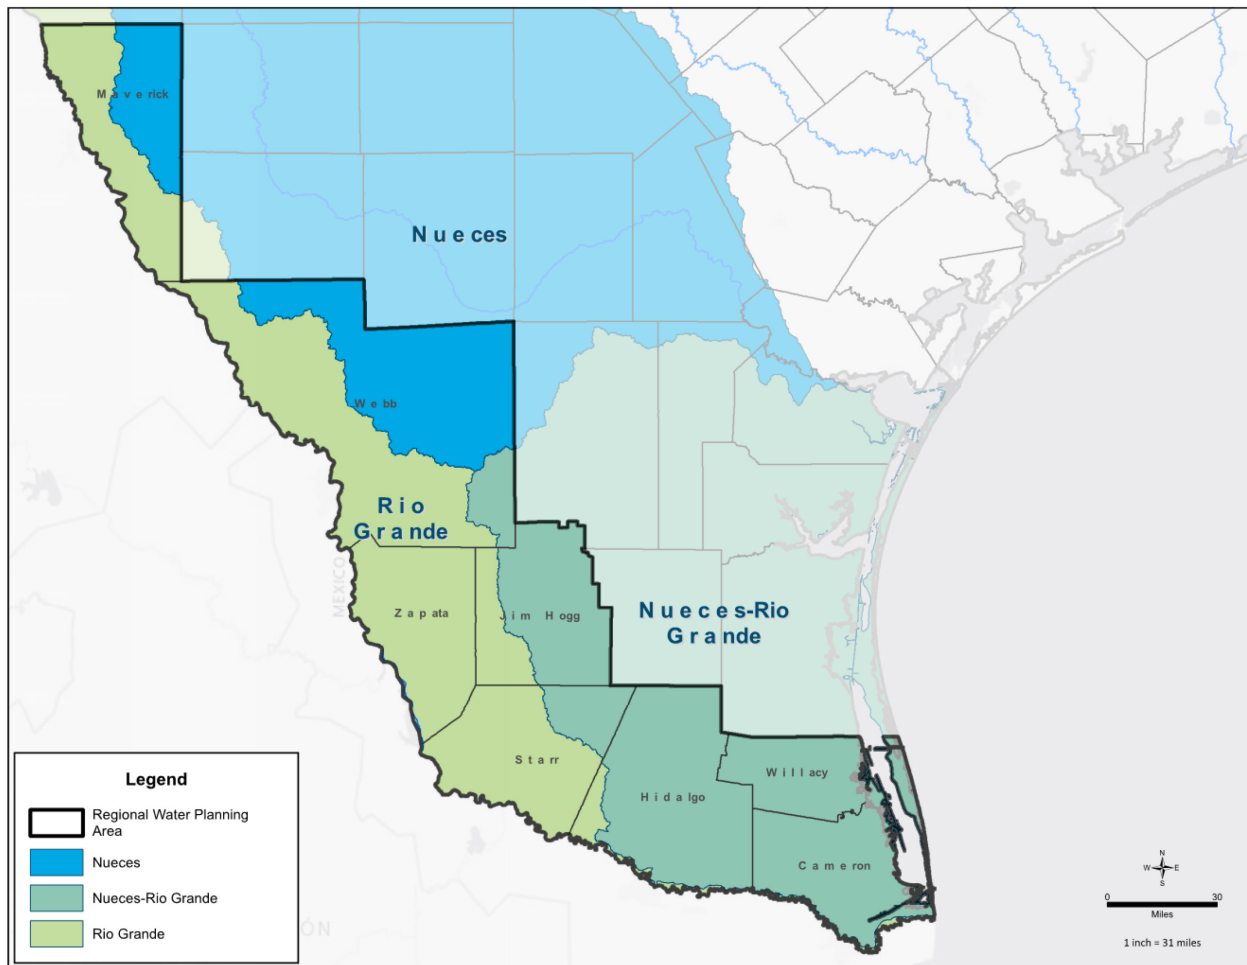 Maverick
Nueces
Webb
Rio
Grande
MEXICO
Zapata
Jim Hogg
Nueces-Rio
Grande
Starr
Hidalgo
Willacy
Cameron
Legend
Regional Water Planning
Area
Nueces
Nueces-Rio Grande
Rio Grande
N
W E
S
0 30
Miles
1 inch = 31 miles